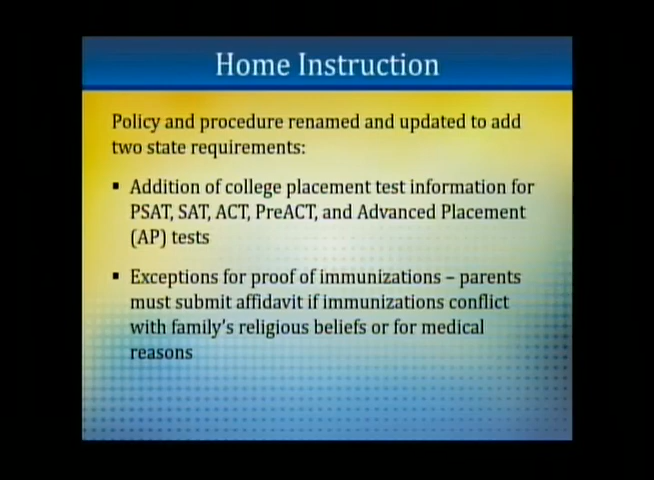 Home Instruction
Policy and procedure renamed and updated to add
two state requirements:
▪ Addition of college placement test information for
PSAT, SAT, ACT, PreACT, and Advanced Placement
(AP) tests
▪ Exceptions for proof of immunizations – parents
must submit affidavit if immunizations conflict
with family's religious beliefs or for medical
reasons